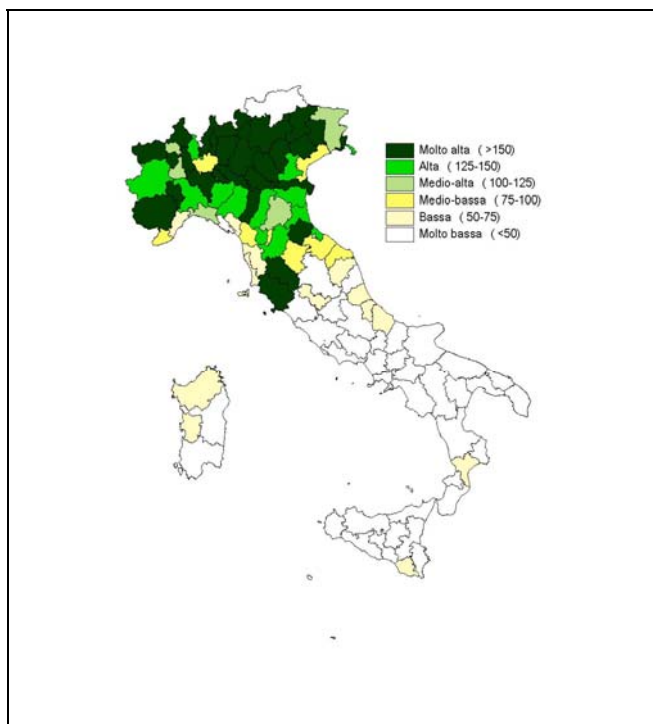 Molto alta (>150)
Alta (125-150)
Medio-alta (100-125)
Medio-bassa (75-100)
Bassa (50-75)
Molto bassa (<50)